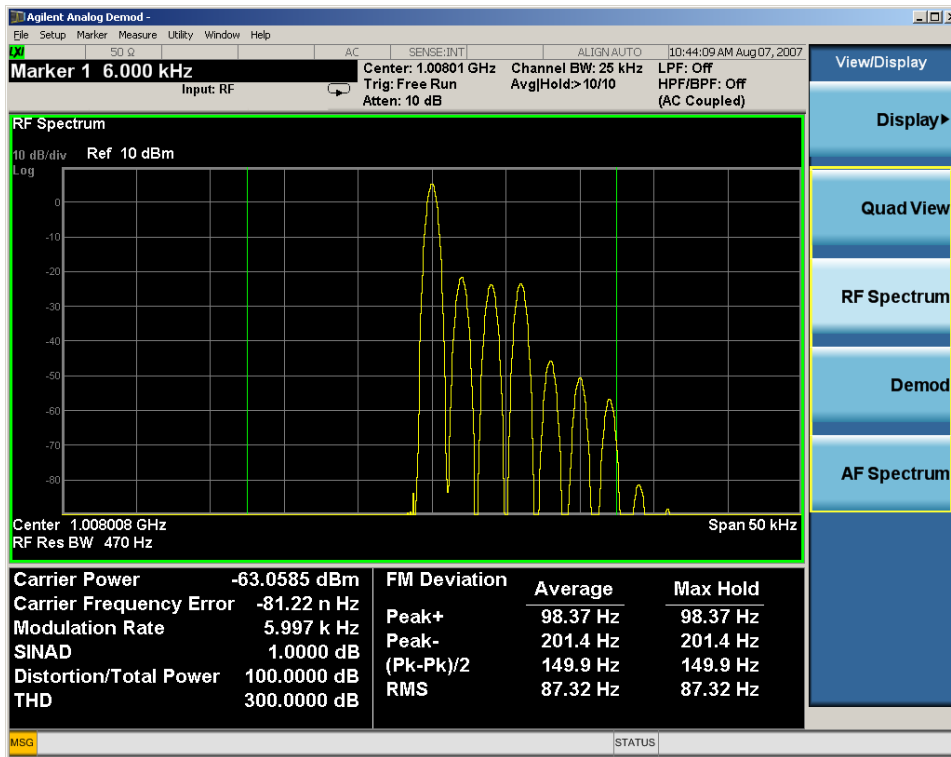 Agilent Analog Demod -
File Setup Marker Measure Utility Window Help
LXI 50 Ω AC SENSE:INT ALIGN AUTO 10:44:09 AM Aug 07, 2007
Marker 1 6.000 kHz
Input: RF
Center: 1.00801 GHz Channel BW: 25 kHz LPF: Off
Trig: Free Run Avg|Hold:>10/10 HPF/BPF: Off
Atten: 10 dB (AC Coupled)
View/Display
Display
Quad View
RF Spectrum
Demod
AF Spectrum
RF Spectrum
10 dB/div Ref 10 dBm
Log
0
-10
-20
-30
-40
-50
-60
-70
-80
Center 1.008008 GHz Span 50 kHz
RF Res BW 470 Hz
Carrier Power -63.0585 dBm
Carrier Frequency Error -81.22 n Hz
Modulation Rate 5.997 k Hz
SINAD 1.0000 dB
Distortion/Total Power 100.0000 dB
THD 300.0000 dB
FM Deviation Average Max Hold
Peak+ 98.37 Hz 98.37 Hz
Peak- 201.4 Hz 201.4 Hz
(Pk-Pk)/2 149.9 Hz 149.9 Hz
RMS 87.32 Hz 87.32 Hz
MSG STATUS